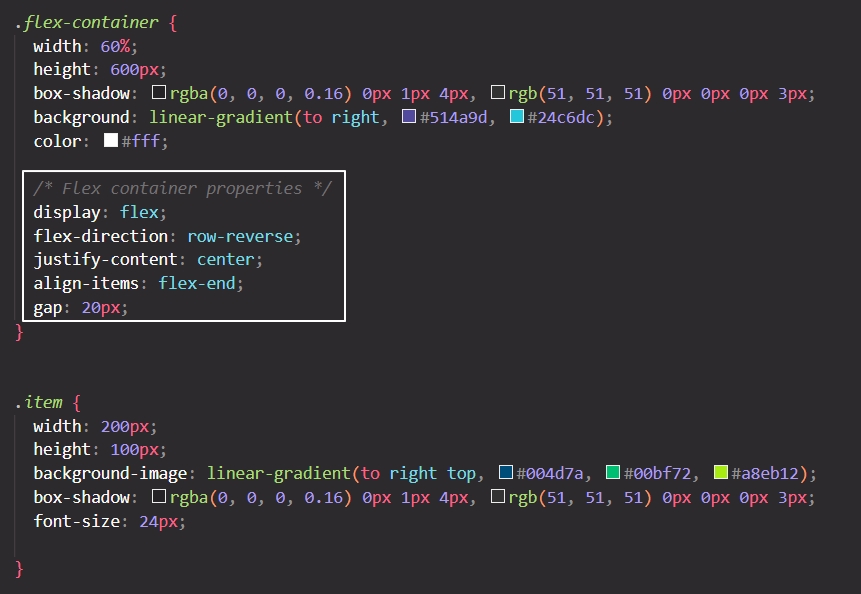 .flex-container {
width: 60%;
height: 600px;
box-shadow: rgba(0, 0, 0, 0.16) 0px 1px 4px, rgb(51, 51, 51) 0px 0px 0px 3px;
background: linear-gradient(to right, #514a9d, #24c6dc);
color: #fff;
/* Flex container properties */
display: flex;
flex-direction: row-reverse;
justify-content: center;
align-items: flex-end;
gap: 20px;
}
.item {
width: 200px;
height: 100px;
background-image: linear-gradient(to right top, #004d7a, #00bf72, #a8eb12);
box-shadow: rgba(0, 0, 0, 0.16) 0px 1px 4px, rgb(51, 51, 51) 0px 0px 0px 3px;
font-size: 24px;
}